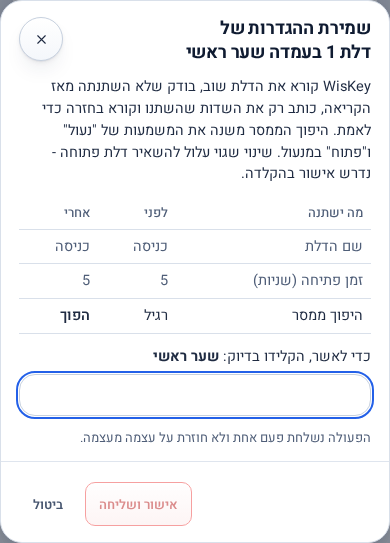 שמירת ההגדרות של
דלת 1 בעמדה שער ראשי
WisKey קורא את הדלת שוב, בודק שלא השתנתה מאז
הקריאה, כותב רק את השדות שהשתנו וקורא בחזרה כדי
לאמת. היפוך הממסר משנה את המשמעות של "נעול"
ו"פתוח" במנעול. שינוי שגוי עלול להשאיר דלת פתוחה -
נדרש אישור בהקלדה.
מה ישתנה לפני אחרי
שם הדלת כניסה כניסה
זמן פתיחה (שניות) 5 5
היפוך ממסר רגיל הפוך
כדי לאשר, הקלידו בדיוק: שער ראשי
הפעולה נשלחת פעם אחת ולא חוזרת על עצמה מעצמה.
אישור ושליחה ביטול